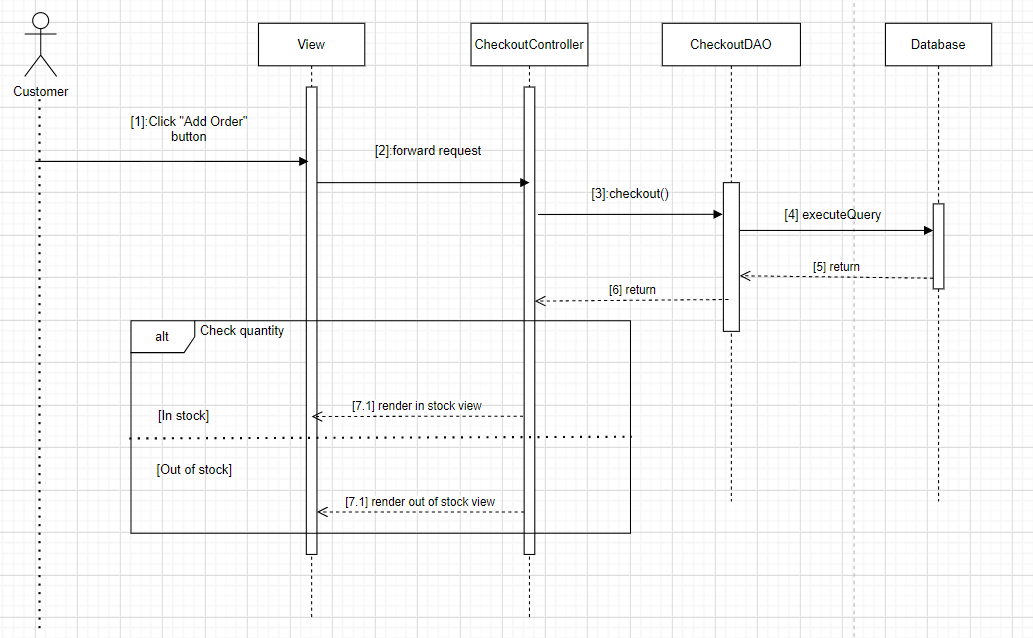 View
CheckoutController
CheckoutDAO
Database
Customer
[1]:Click "Add Order"
button
[2]:forward request
[3]:checkout()
[4] executeQuery
[5] return
[6] return
alt
Check quantity
[7.1] render in stock view
[In stock]
[Out of stock]
[7.1] render out of stock view